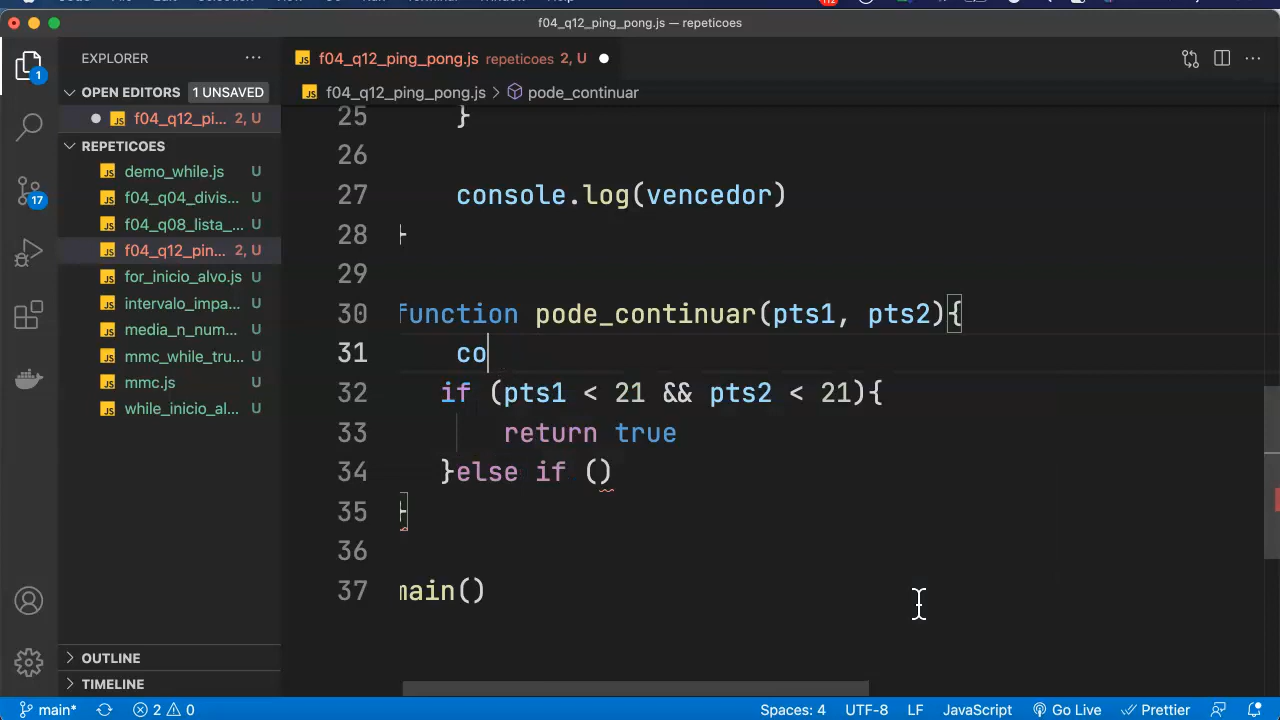 112
f04_q12_ping_pong.js — repeticoes
EXPLORER
f04_q12_ping_pong.js repeticoes 2, U
1
OPEN EDITORS 1 UNSAVED
f04_q12_ping_pong.js > pode_continuar
f04_q12_pi... 2, U
REPETICOES
demo_while.js U
f04_q04_divis... U
17
f04_q08_lista_... U
f04_q12_pin... 2, U
for_inicio_alvo.js U
intervalo_impa... U
media_n_num... U
mmc_while_tru... U
mmc.js U
while_inicio_al... U
25 }
26
27 console.log(vencedor)
28 }
29
30 function pode_continuar(pts1, pts2){
31 co
32 if (pts1 < 21 && pts2 < 21){
33 return true
34 }else if ()
35 }
36
37 main()
OUTLINE
TIMELINE
main* 2 0 Spaces: 4 UTF-8 LF JavaScript Go Live Prettier